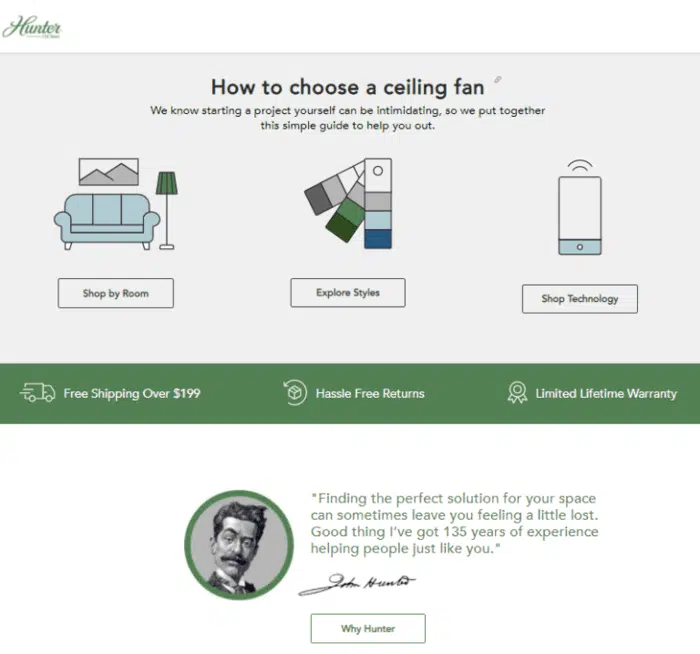 Hunter
How to choose a ceiling fan
We know starting a project yourself can be intimidating, so we put together
this simple guide to help you out.
Shop by Room
Explore Styles
Shop Technology
Free Shipping Over $199
Hassle Free Returns
Limited Lifetime Warranty
"Finding the perfect solution for your space
can sometimes leave you feeling a little lost.
Good thing I've got 135 years of experience
helping people just like you."
John Hunter
Why Hunter